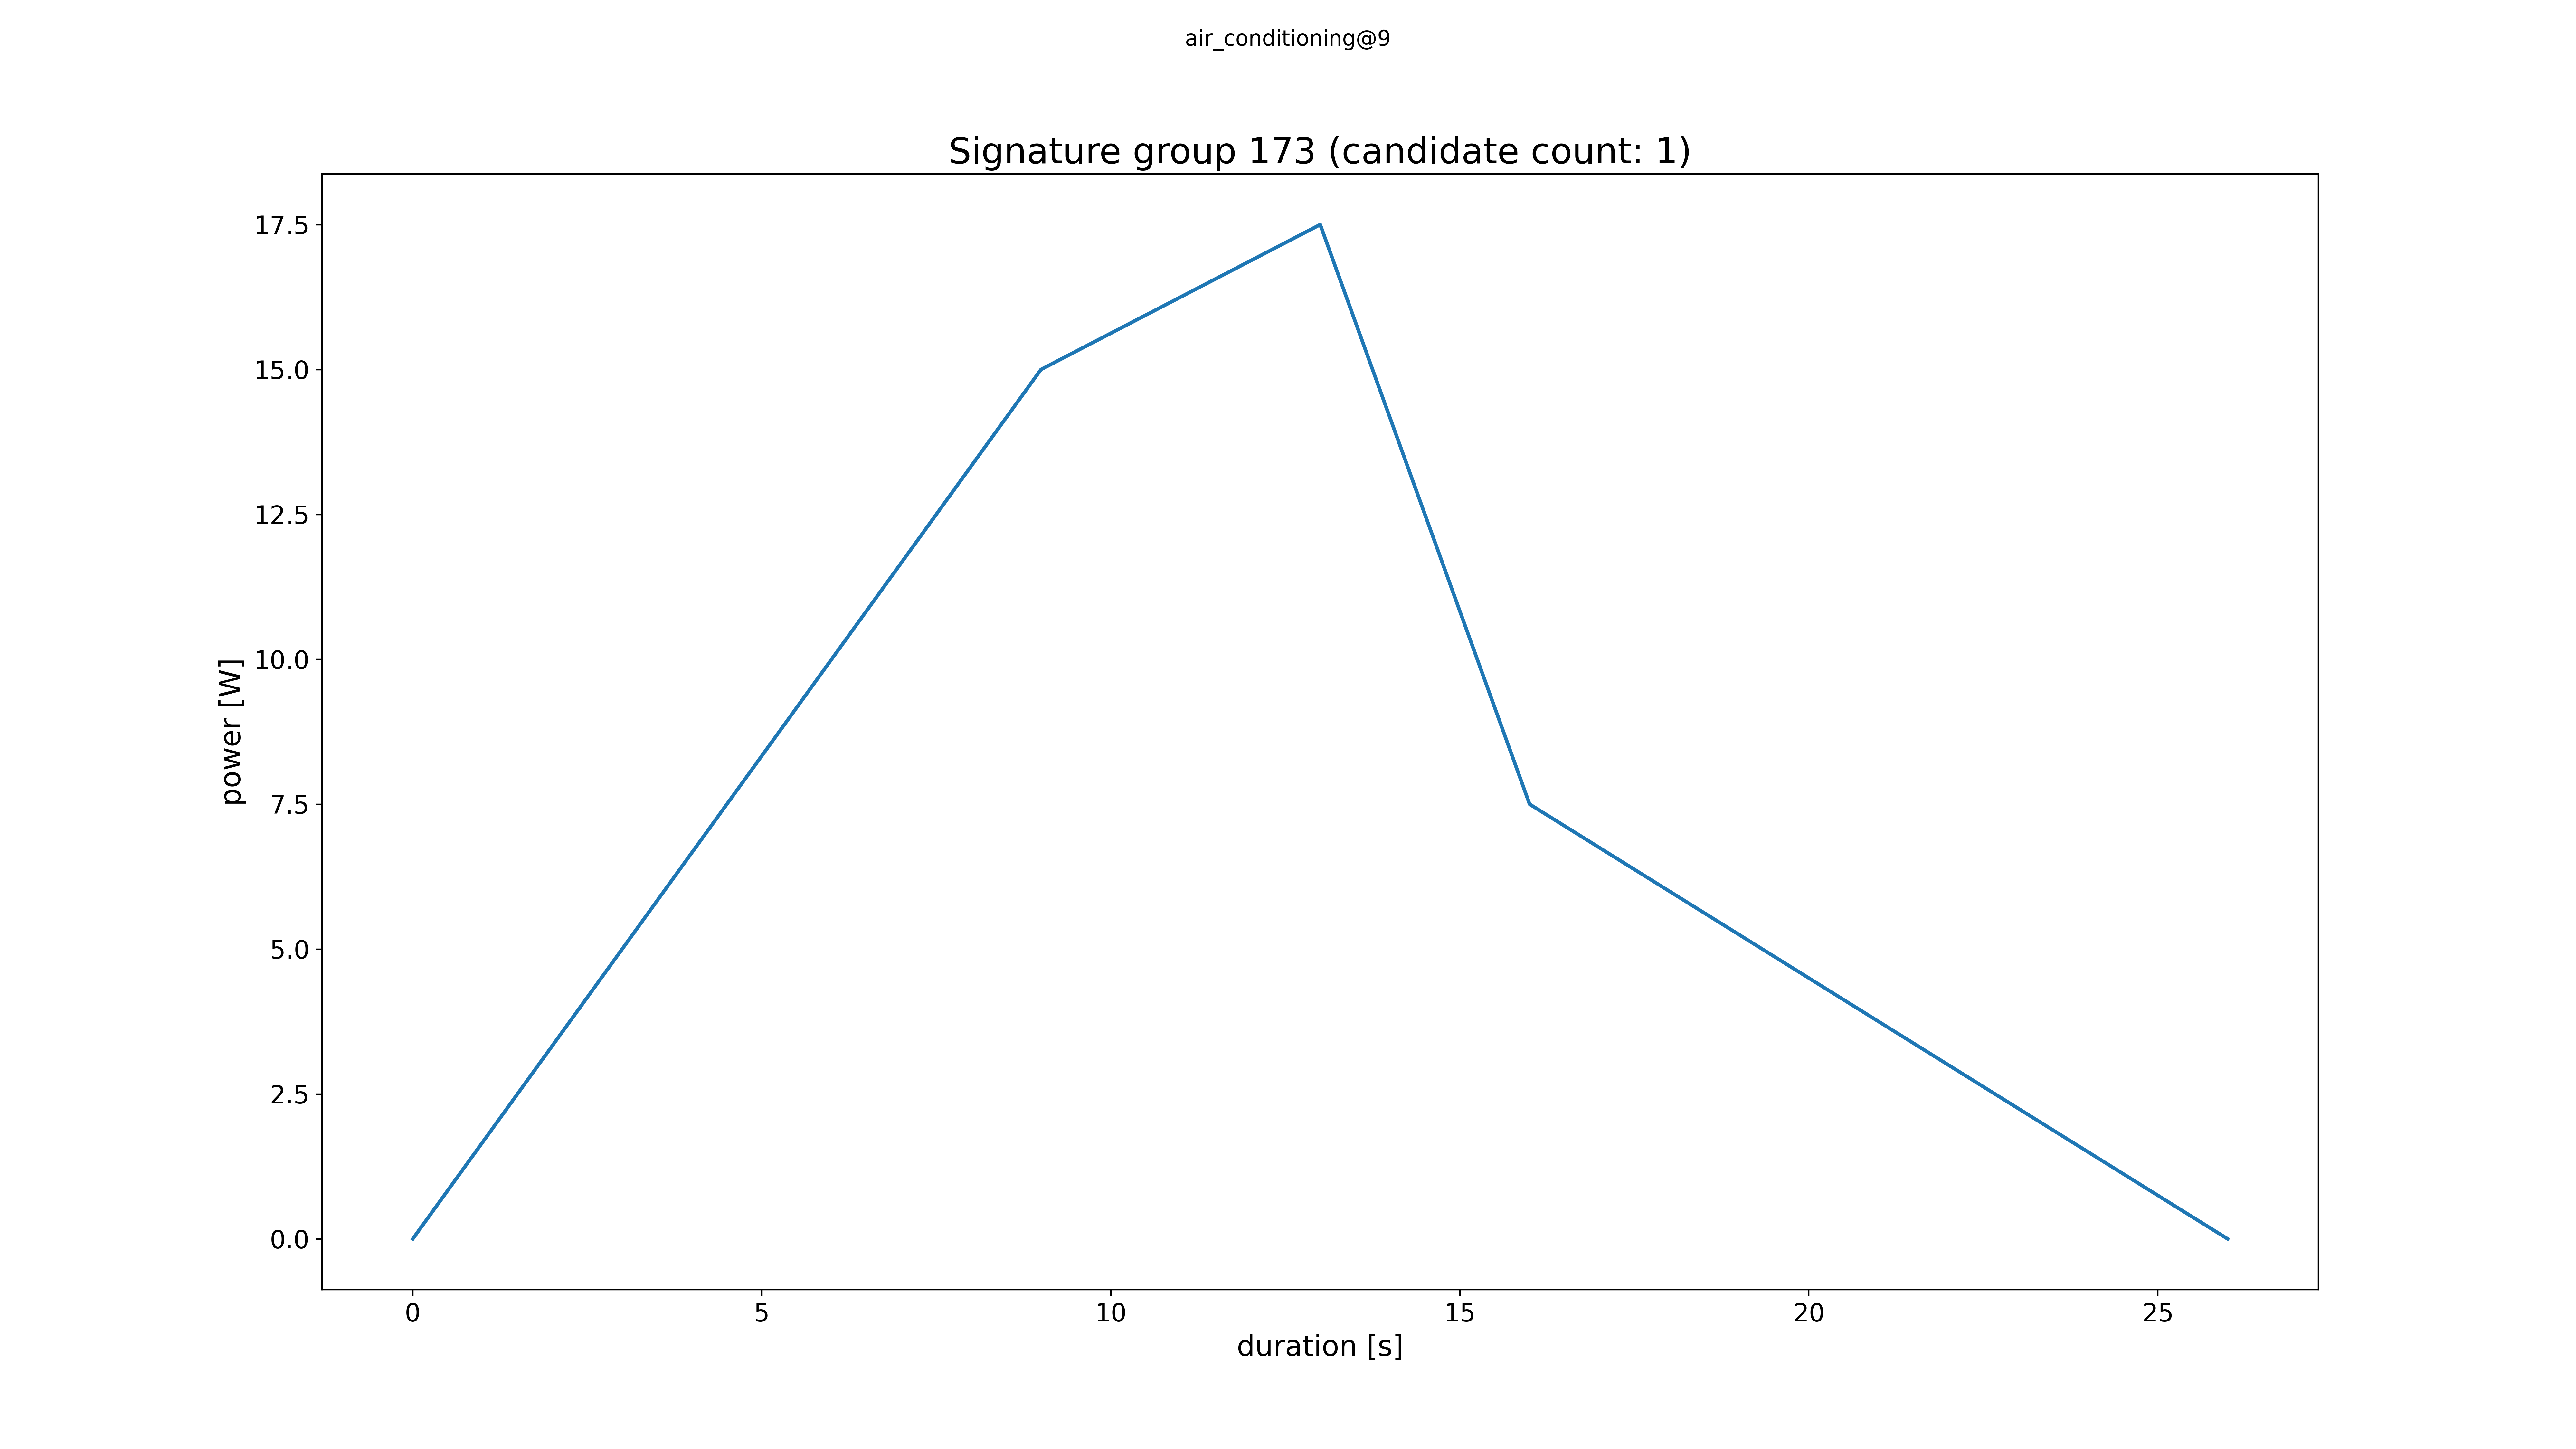 air_conditioning@9
Signature group 173 (candidate count: 1)
17.5
15.0
12.5
10.0
7.5
5.0
2.5
0.0
power [W]
0 5 10 15 20 25
duration [s]